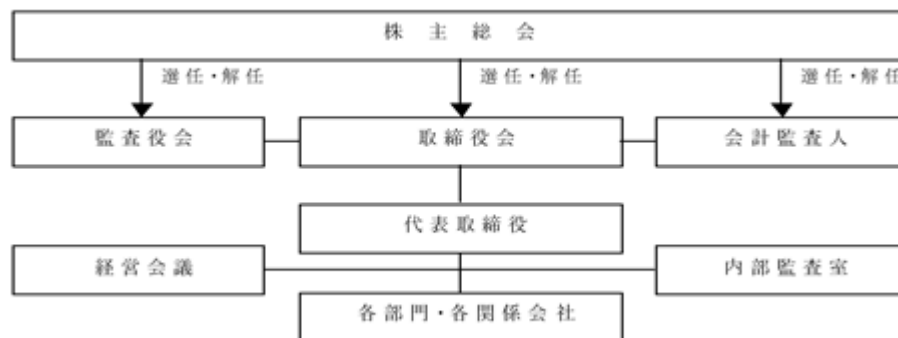 株主総会
選任・解任 選任・解任 選任・解任
監査役会 取締役会 会計監査人
代表取締役
経営会議 内部監査室
各部門・各関係会社